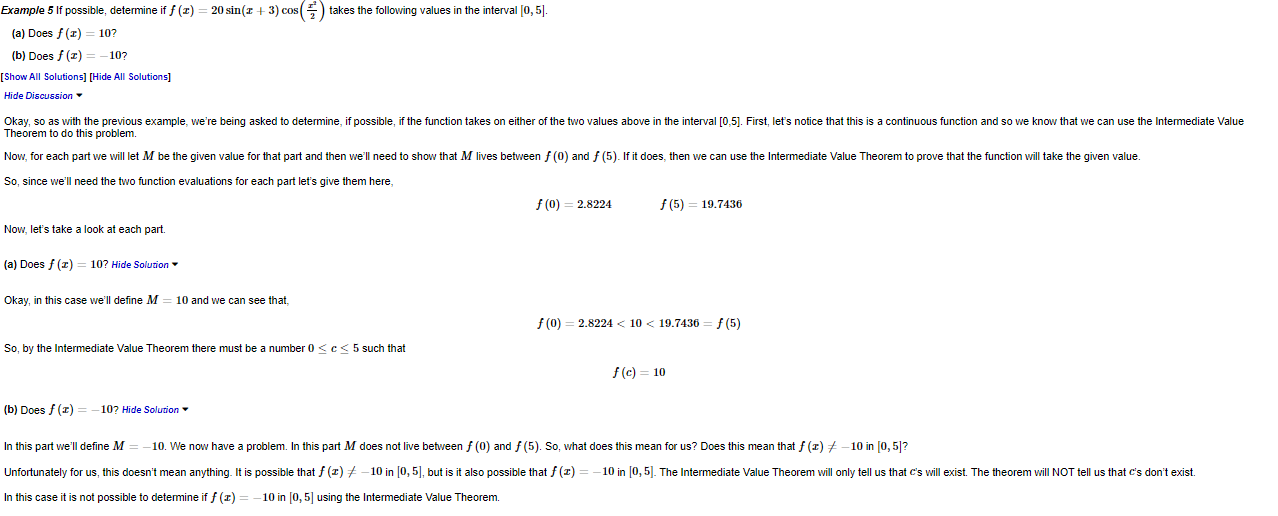 Example 5 If possible, determine if f (x) = 20 sin(x + 3) cos(x²/2) takes the following values in the interval [0, 5].
(a) Does f (x) = 10?
(b) Does f (x) = −10?
[Show All Solutions] [Hide All Solutions]
Hide Discussion ▾
Okay, so as with the previous example, we're being asked to determine, if possible, if the function takes on either of the two values above in the interval [0,5]. First, let's notice that this is a continuous function and so we know that we can use the Intermediate Value
Theorem to do this problem.
Now, for each part we will let M be the given value for that part and then we'll need to show that M lives between f (0) and f (5). If it does, then we can use the Intermediate Value Theorem to prove that the function will take the given value.
So, since we'll need the two function evaluations for each part let's give them here,
f (0) = 2.8224 f (5) = 19.7436
Now, let's take a look at each part.
(a) Does f (x) = 10? Hide Solution ▾
Okay, in this case we'll define M = 10 and we can see that,
f (0) = 2.8224 < 10 < 19.7436 = f (5)
So, by the Intermediate Value Theorem there must be a number 0 ≤ c ≤ 5 such that
f (c) = 10
(b) Does f (x) = −10? Hide Solution ▾
In this part we'll define M = −10. We now have a problem. In this part M does not live between f (0) and f (5). So, what does this mean for us? Does this mean that f (x) ≠ −10 in [0, 5]?
Unfortunately for us, this doesn't mean anything. It is possible that f (x) ≠ −10 in [0, 5], but is it also possible that f (x) = −10 in [0, 5]. The Intermediate Value Theorem will only tell us that c's will exist. The theorem will NOT tell us that c's don't exist.
In this case it is not possible to determine if f (x) = −10 in [0, 5] using the Intermediate Value Theorem.